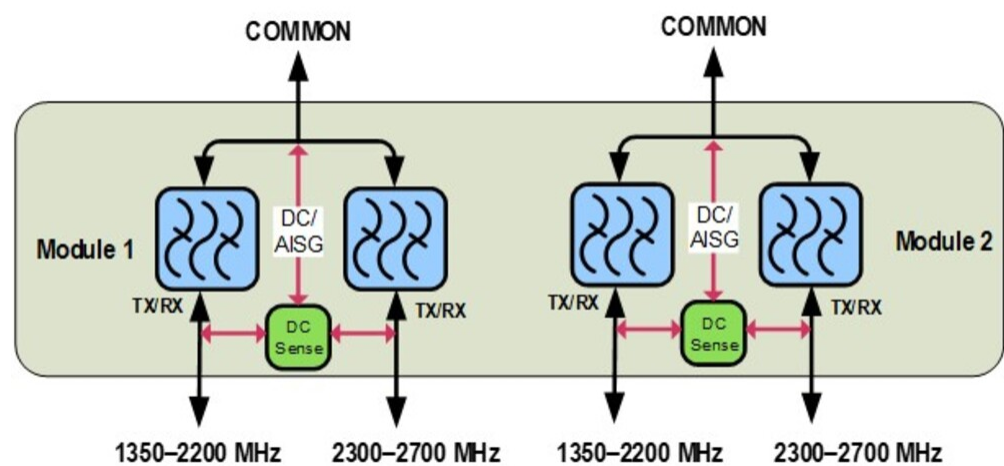 COMMON
COMMON
DC/
AISG
DC/
AISG
Module 1
Module 2
TX/RX
TX/RX
TX/RX
TX/RX
DC
Sense
DC
Sense
1350–2200 MHz
2300–2700 MHz
1350–2200 MHz
2300–2700 MHz